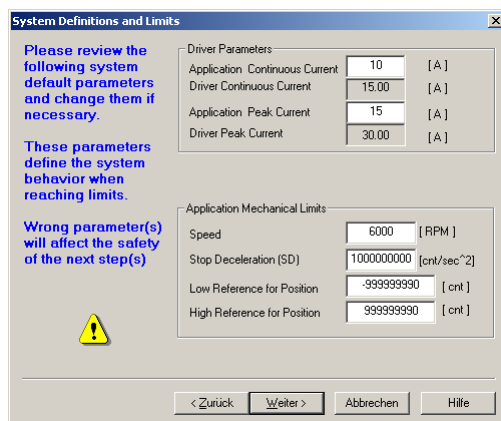 System Definitions and Limits
Please review the
following system
default parameters
and change them if
necessary.
These parameters
define the system
behavior when
reaching limits.
Wrong parameter(s)
will affect the safety
of the next step(s)
Driver Parameters
Application Continuous Current 10 [A]
Driver Continuous Current 15.00 [A]
Application Peak Current 15 [A]
Driver Peak Current 30.00 [A]
Application Mechanical Limits
Speed 6000 [RPM]
Stop Deceleration (SD) 1000000000 [cnt/sec^2]
Low Reference for Position -999999990 [cnt]
High Reference for Position 999999990 [cnt]
< Zurück Weiter > Abbrechen Hilfe